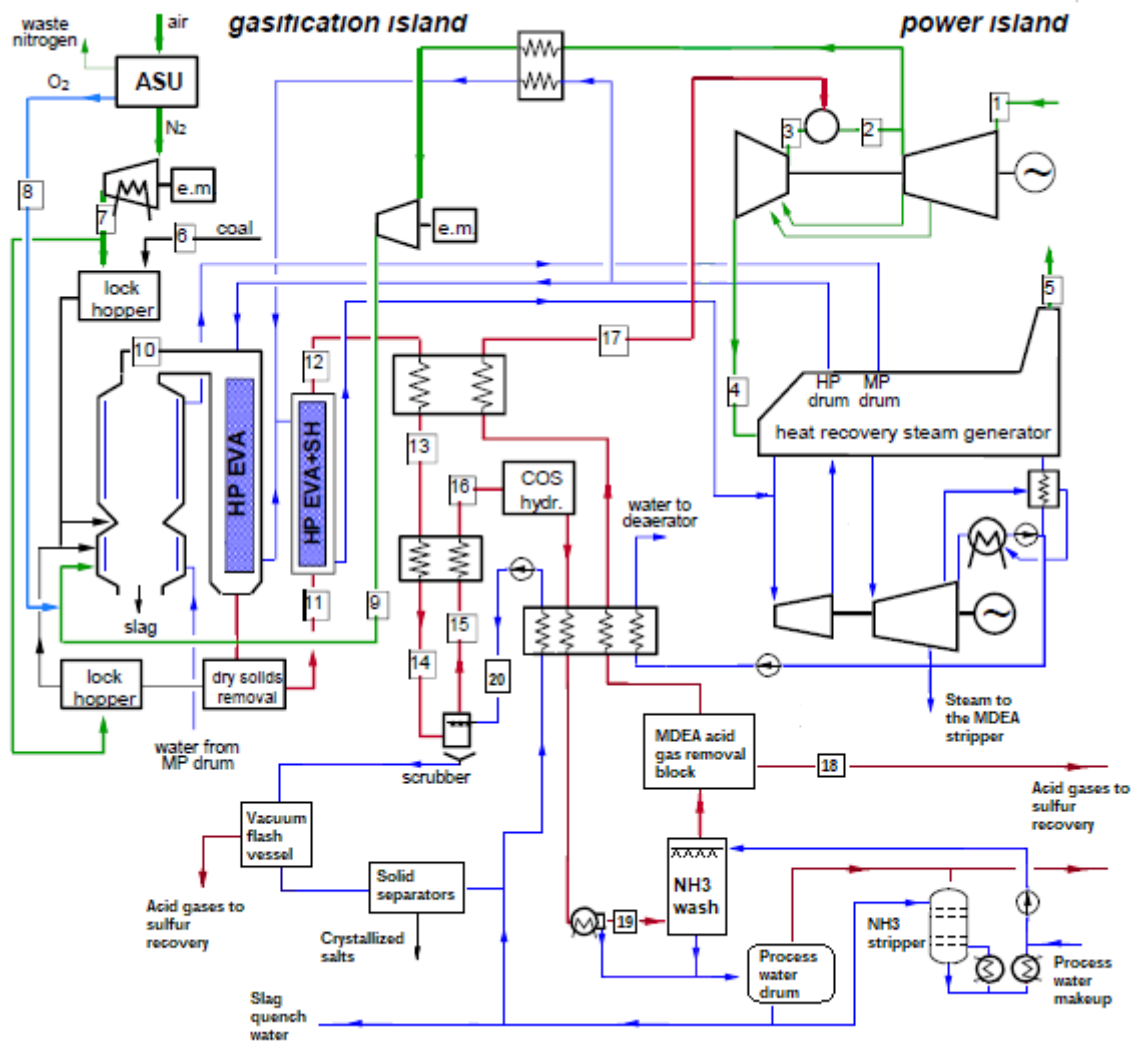 waste
nitrogen
air
gasification island
power island
O2
ASU
N2
1
3
2
8
e.m
7
6
coal
e.m.
lock
hopper
5
10
12
17
4
HP
drum
MP
drum
heat recovery steam generator
HP EVA
HP EVA+SH
13
16
COS
hydr.
water to
deaerator
11
9
slag
15
14
20
lock
hopper
dry solids
removal
Steam to
the MDEA
stripper
water from
MP drum
scrubber
MDEA acid
gas removal
block
18
Acid gases to
sulfur
recovery
Vacuum
flash
vessel
Solid
separators
NH3
wash
NH3
stripper
Acid gases to
sulfur
recovery
Crystallized
salts
19
Process
water
drum
Process
water
makeup
Slag
quench
water